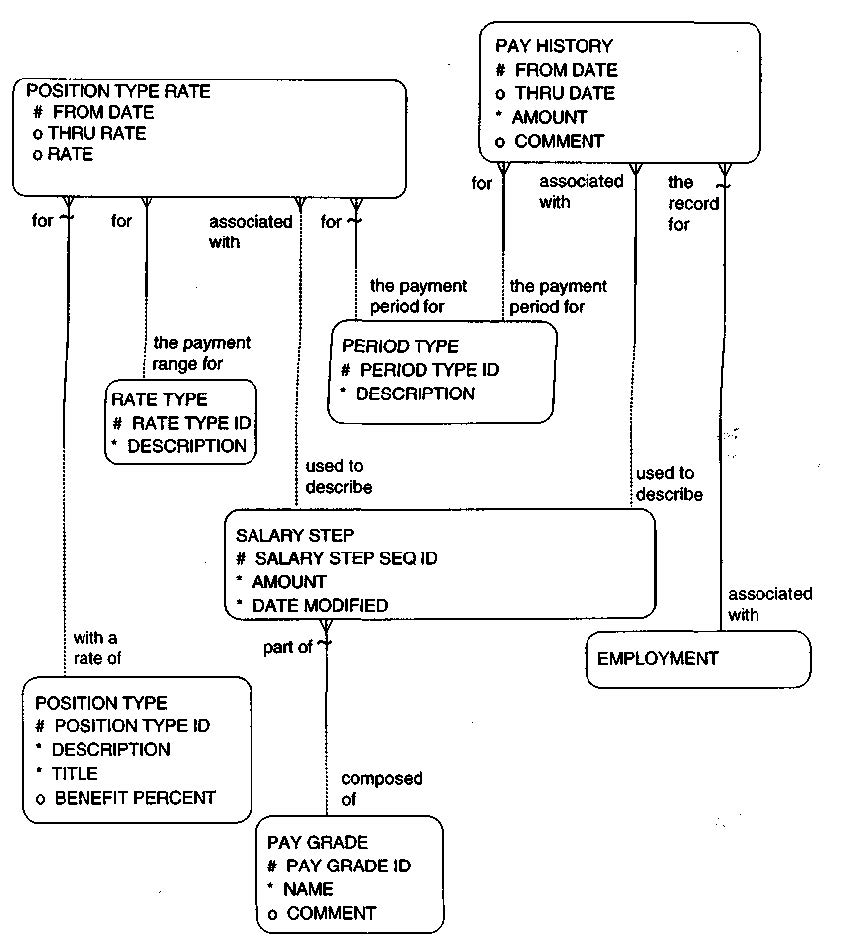 PAY HISTORY
# FROM DATE
o THRU DATE
* AMOUNT
o COMMENT
POSITION TYPE RATE
# FROM DATE
o THRU RATE
o RATE
for
for
associated
with
for
for
associated
with
the
record
for
the payment
period for
the payment
period for
the payment
range for
PERIOD TYPE
# PERIOD TYPE ID
* DESCRIPTION
RATE TYPE
# RATE TYPE ID
* DESCRIPTION
used to
describe
used to
describe
SALARY STEP
# SALARY STEP SEQ ID
* AMOUNT
* DATE MODIFIED
associated
with
part of
with a
rate of
EMPLOYMENT
POSITION TYPE
# POSITION TYPE ID
* DESCRIPTION
* TITLE
o BENEFIT PERCENT
composed
of
PAY GRADE
# PAY GRADE ID
* NAME
o COMMENT